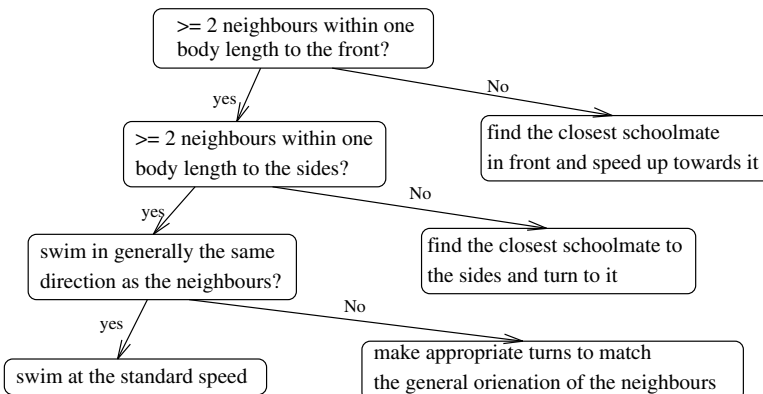 >= 2 neighbours within one
body length to the front?
yes
No
>= 2 neighbours within one
body length to the sides?
find the closest schoolmate
in front and speed up towards it
yes
No
swim in generally the same
direction as the neighbours?
find the closest schoolmate to
the sides and turn to it
yes
No
swim at the standard speed
make appropriate turns to match
the general orienation of the neighbours